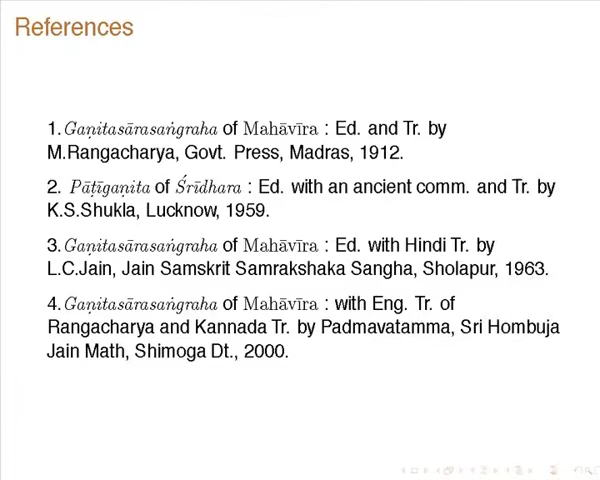 References
1. Gaṇitasārasaṅgraha of Mahāvīra : Ed. and Tr. by
M.Rangacharya, Govt. Press, Madras, 1912.
2. Pāṭīgaṇita of Śrīdhara : Ed. with an ancient comm. and Tr. by
K.S.Shukla, Lucknow, 1959.
3. Gaṇitasārasaṅgraha of Mahāvīra : Ed. with Hindi Tr. by
L.C.Jain, Jain Samskrit Samrakshaka Sangha, Sholapur, 1963.
4. Gaṇitasārasaṅgraha of Mahāvīra : with Eng. Tr. of
Rangacharya and Kannada Tr. by Padmavatamma, Sri Hombuja
Jain Math, Shimoga Dt., 2000.